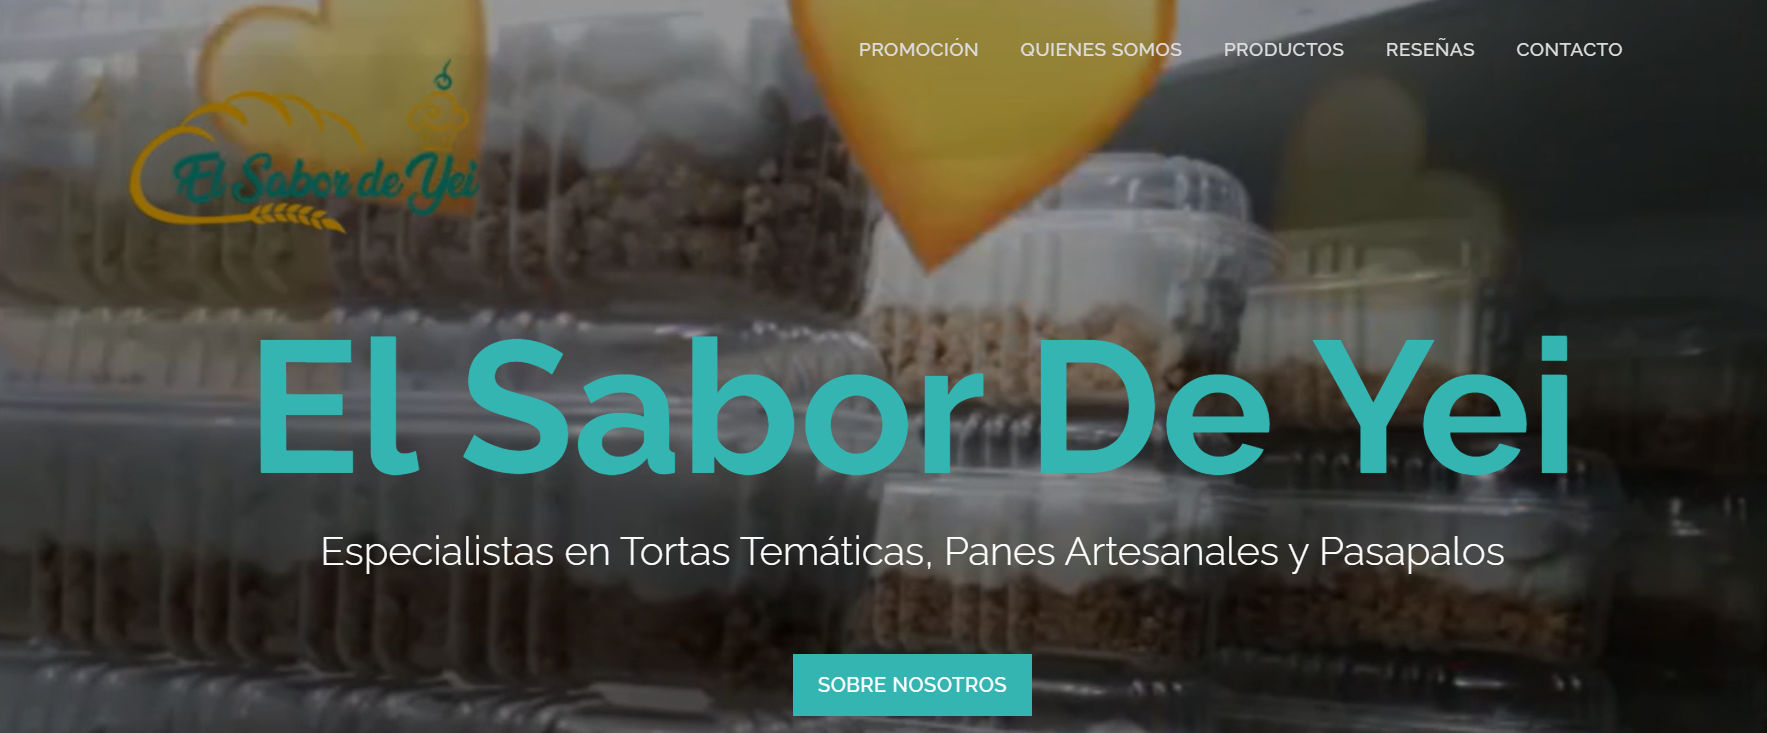 PROMOCIÓN QUIENES SOMOS PRODUCTOS RESEÑAS CONTACTO
El Sabor de Yei
El Sabor De Yei
Especialistas en Tortas Temáticas, Panes Artesanales y Pasapalos
SOBRE NOSOTROS